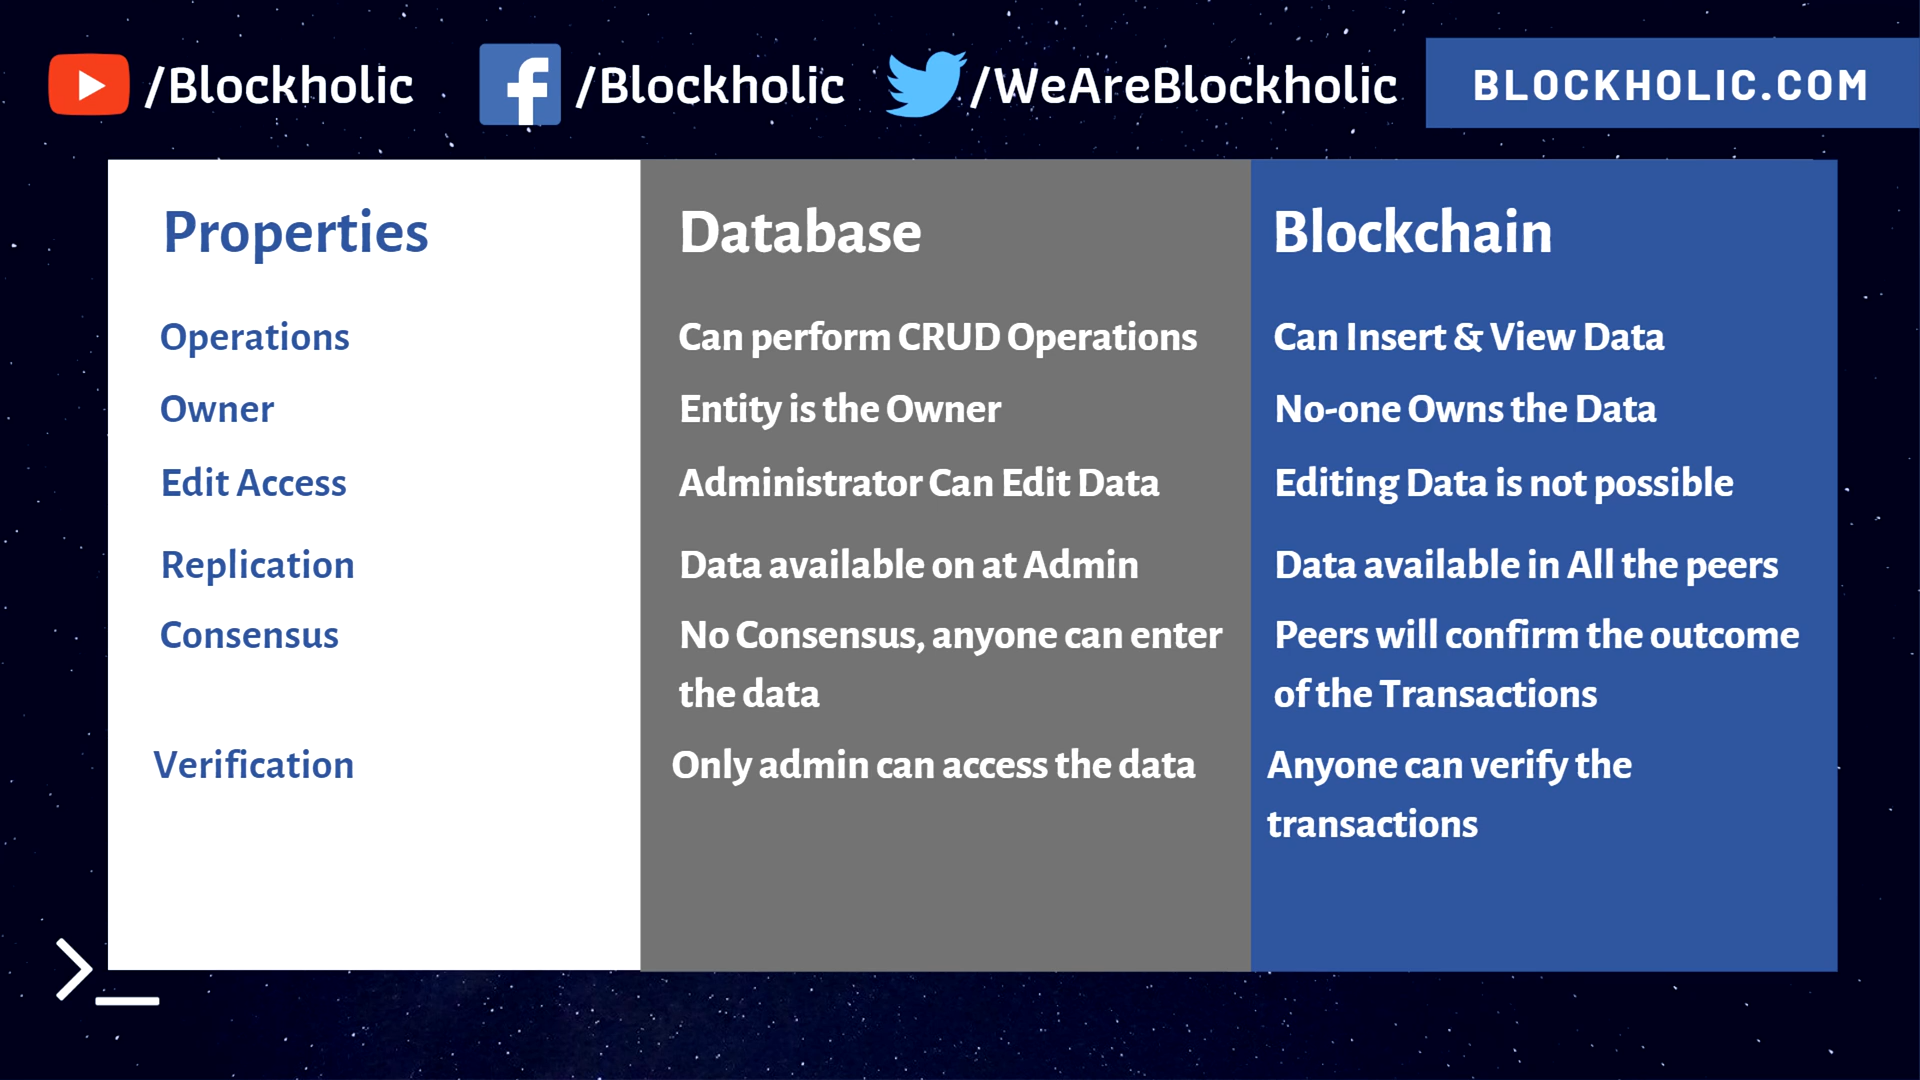 /Blockholic /Blockholic /WeAreBlockholic BLOCKHOLIC.COM
Properties Database Blockchain
Operations Can perform CRUD Operations Can Insert & View Data
Owner Entity is the Owner No-one Owns the Data
Edit Access Administrator Can Edit Data Editing Data is not possible
Replication Data available on at Admin Data available in All the peers
Consensus No Consensus, anyone can enter Peers will confirm the outcome
the data of the Transactions
Verification Only admin can access the data Anyone can verify the
transactions